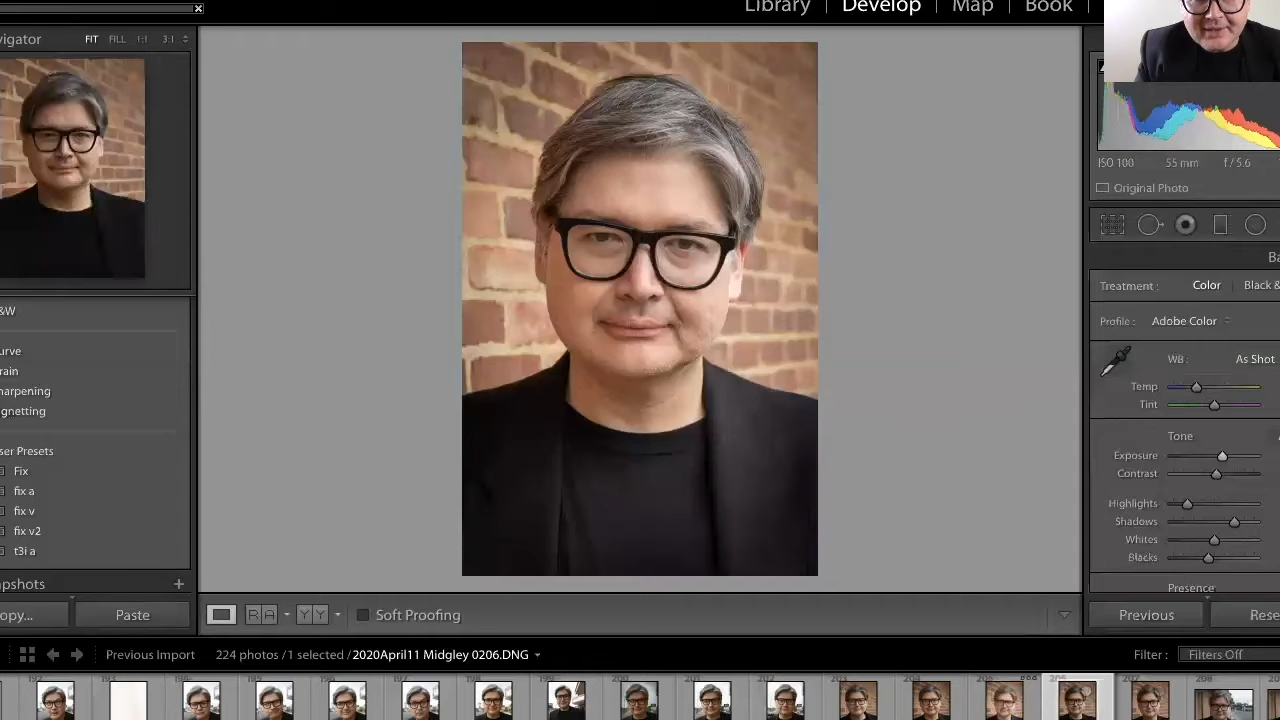 Library | Develop | Map | Book |
vigator FIT FILL 1:1 3:1
ISO 100 55 mm f / 5.6
Original Photo
Treatment : Color Black &
Profile : Adobe Color
WB : As Shot
Temp
Tint
Tone
Exposure
Contrast
Highlights
Shadows
Whites
Blacks
Presence
&W
urve
rain
harpening
gnetting
ser Presets
Fix
fix a
fix v
fix v2
t3i a
apshots +
opy... Paste
R A Y Y Soft Proofing
Previous Rese
Previous Import 224 photos / 1 selected / 2020April11 Midgley 0206.DNG
Filter : Filters Off